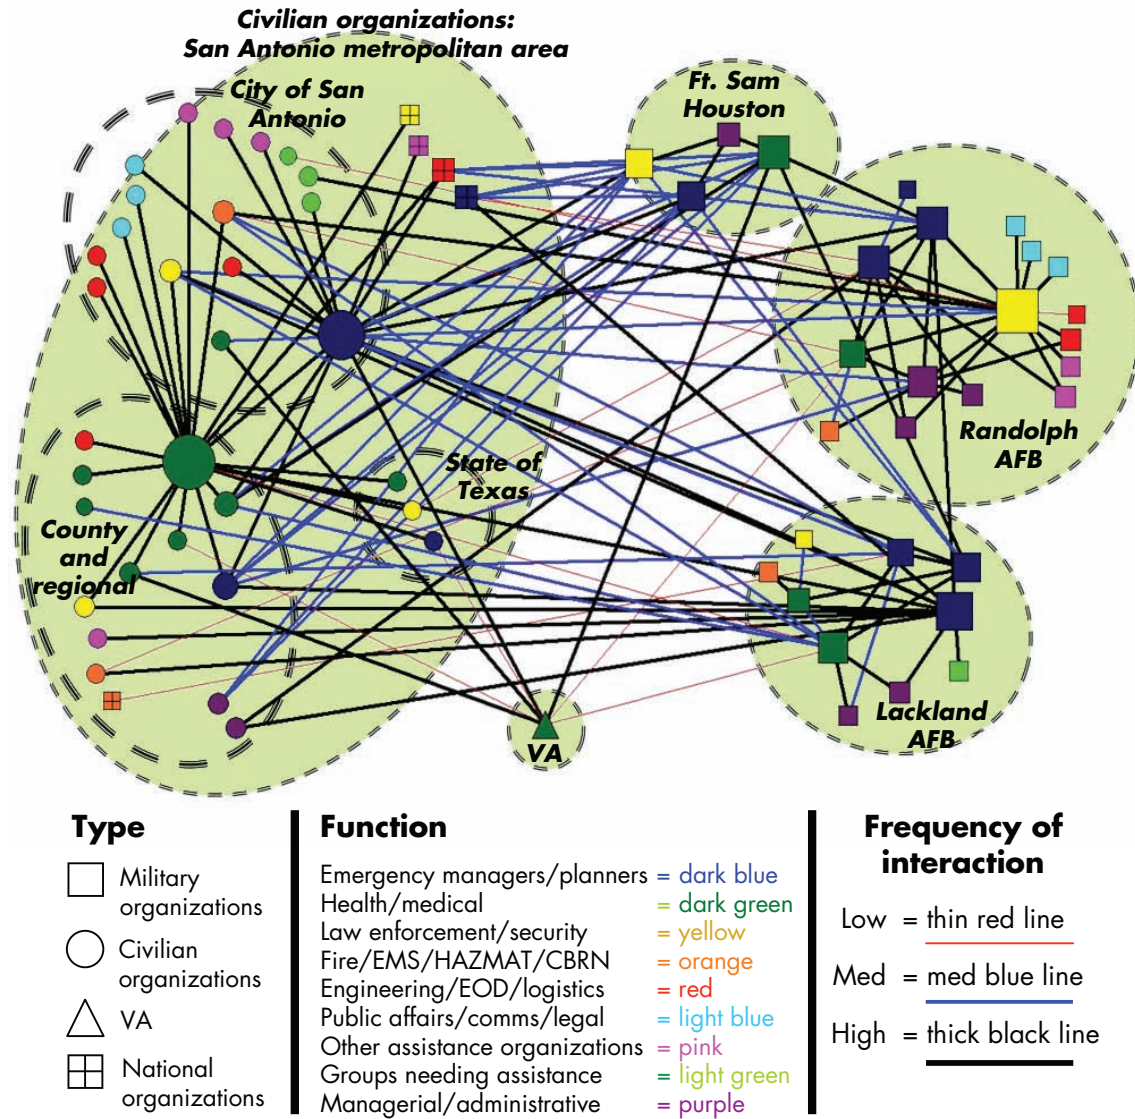 Civilian organizations:
San Antonio metropolitan area
City of San
Antonio
Ft. Sam
Houston
Randolph
AFB
State of
Texas
County
and
regional
Lackland
AFB
VA
Type
Military
organizations
Civilian
organizations
VA
National
organizations
Function
Emergency managers/planners = dark blue
Health/medical = dark green
Law enforcement/security = yellow
Fire/EMS/HAZMAT/CBRN = orange
Engineering/EOD/logistics = red
Public affairs/comms/legal = light blue
Other assistance organizations = pink
Groups needing assistance = light green
Managerial/administrative = purple
Frequency of
interaction
Low = thin red line
Med = med blue line
High = thick black line